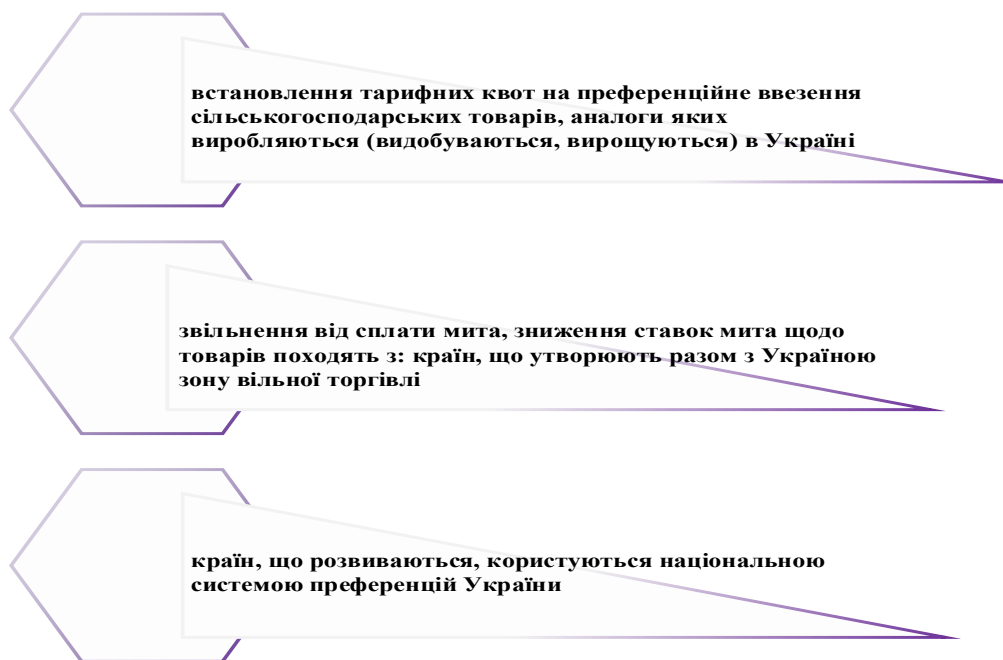 встановлення тарифних квот на преференційне ввезення
сільськогосподарських товарів, аналоги яких
виробляються (видобуваються, вирощуються) в Україні
звільнення від сплати мита, зниження ставок мита щодо
товарів походять з: країн, що утворюють разом з Україною
зону вільної торгівлі
країн, що розвиваються, користуються національною
системою преференцій України